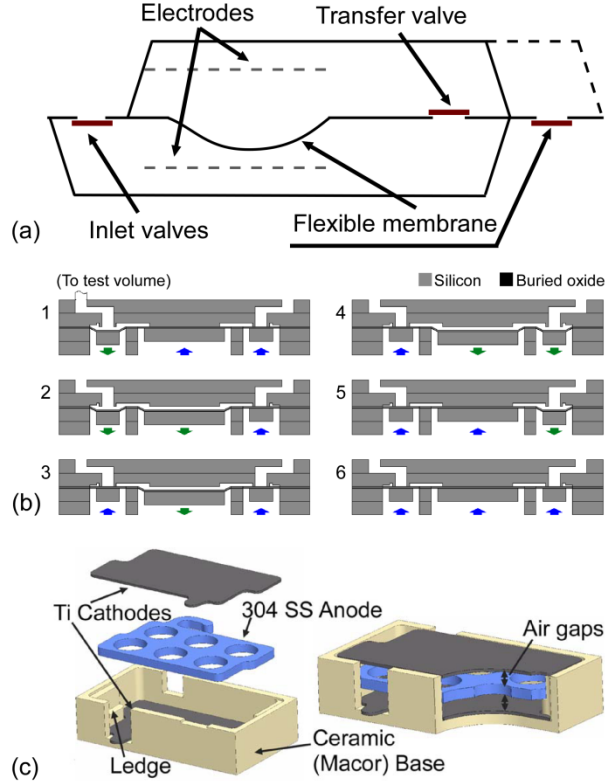 Electrodes
Transfer valve
Inlet valves
Flexible membrane
(a)
(To test volume)
Silicon
Buried oxide
1
4
2
5
3
6
(b)
Ti Cathodes
304 SS Anode
Air gaps
Ledge
Ceramic
(Macor) Base
(c)